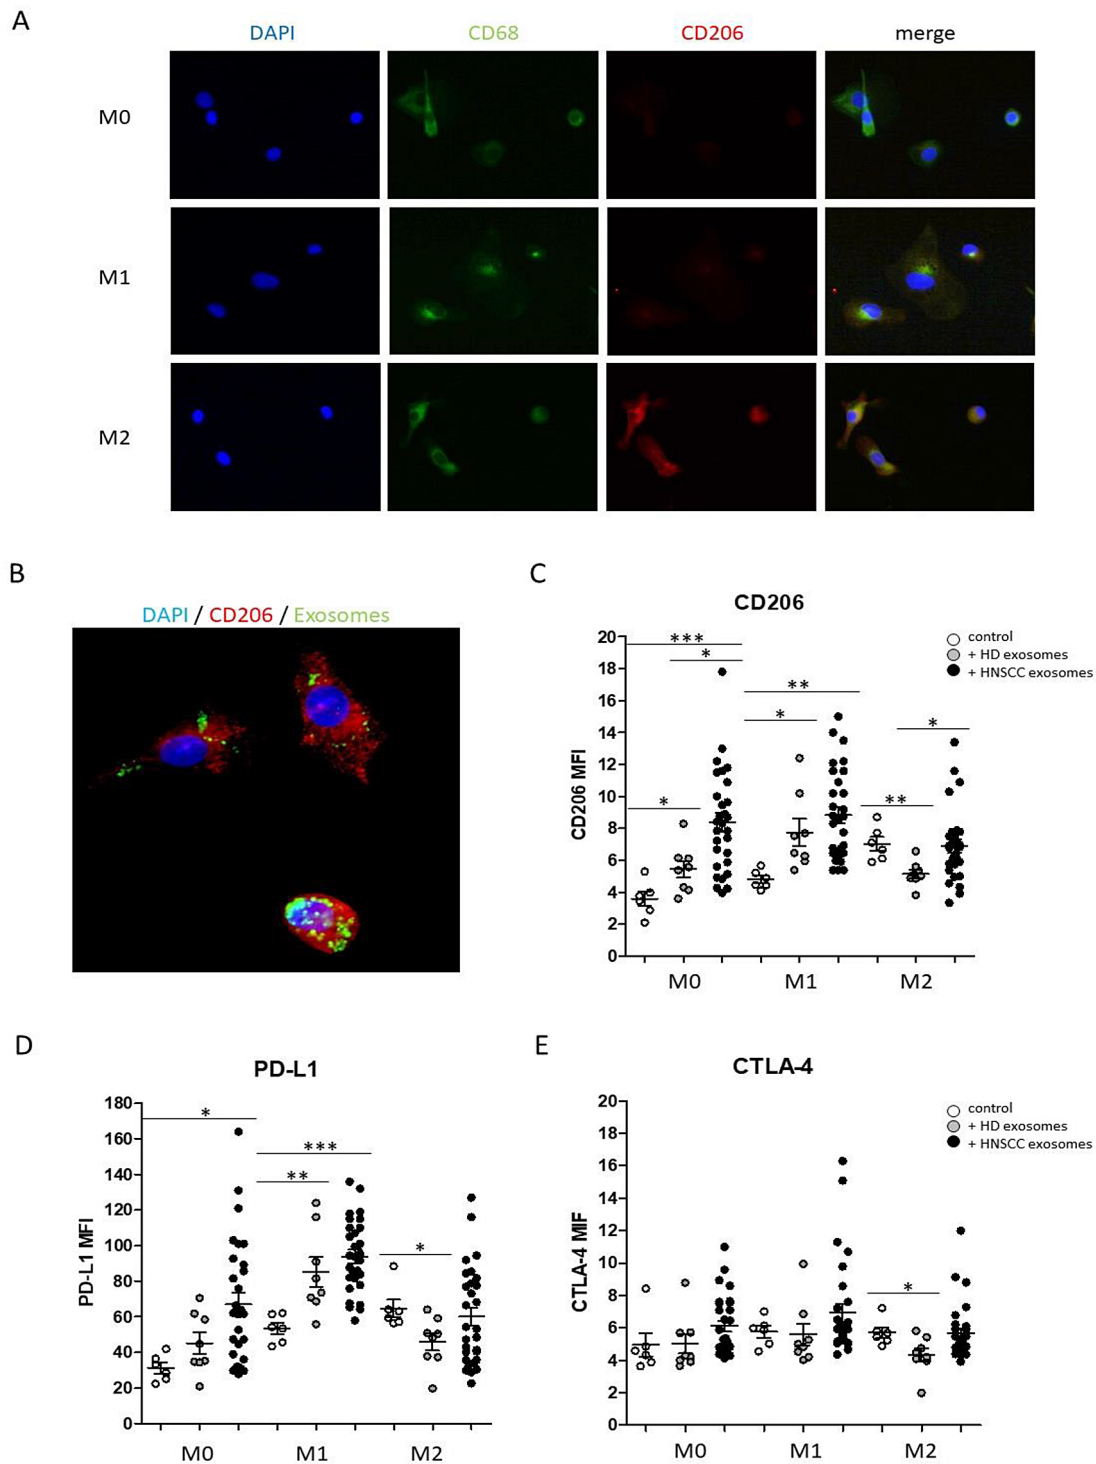 A
DAPI CD68 CD206 merge
M0
M1
M2
B
DAPI / CD206 / Exosomes
C
CD206
control
+ HD exosomes
+ HNSCC exosomes
CD206 MFI
20
18
16
14
12
10
8
6
4
2
0
*** 
*
**
*
*
*
**
M0 M1 M2
D
PD-L1
PD-L1 MFI
180
160
140
120
100
80
60
40
20
0
*
***
**
*
M0 M1 M2
E
CTLA-4
control
+ HD exosomes
+ HNSCC exosomes
CTLA-4 MIF
20
18
16
14
12
10
8
6
4
2
0
*
M0 M1 M2